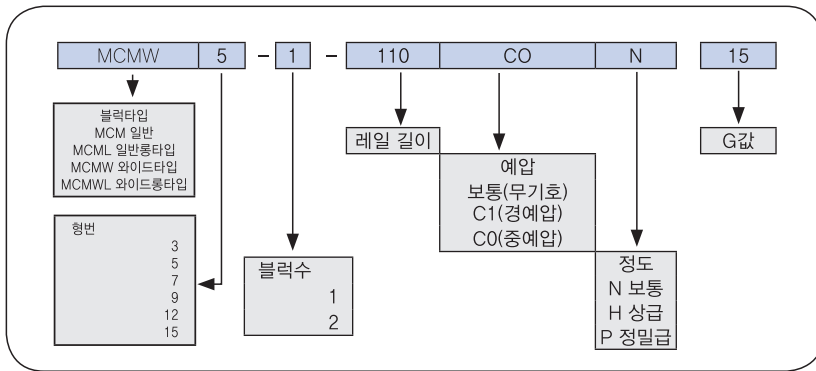 MCMW 5 - 1 - 110 CO N 15
블럭타입
MCM 일반
MCML 일반롱타입
MCMW 와이드타입
MCMWL 와이드롱타입
형번
3
5
7
9
12
15
블럭수
1
2
레일 길이
예압
보통(무기호)
C1(경예압)
C0(중예압)
정도
N 보통
H 상급
P 정밀급
G값